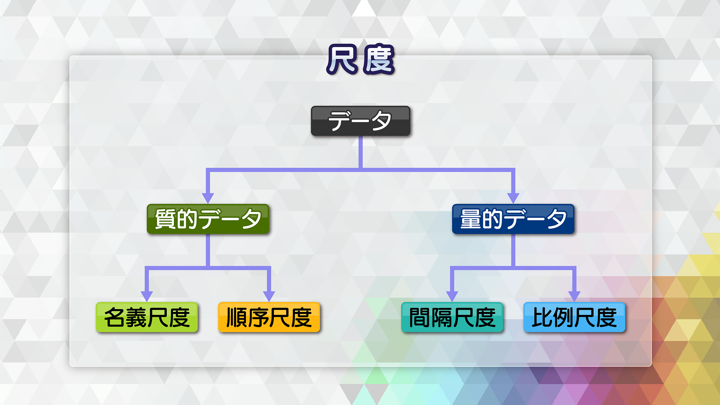 尺度
データ
質的データ
量的データ
名義尺度
順序尺度
間隔尺度
比例尺度